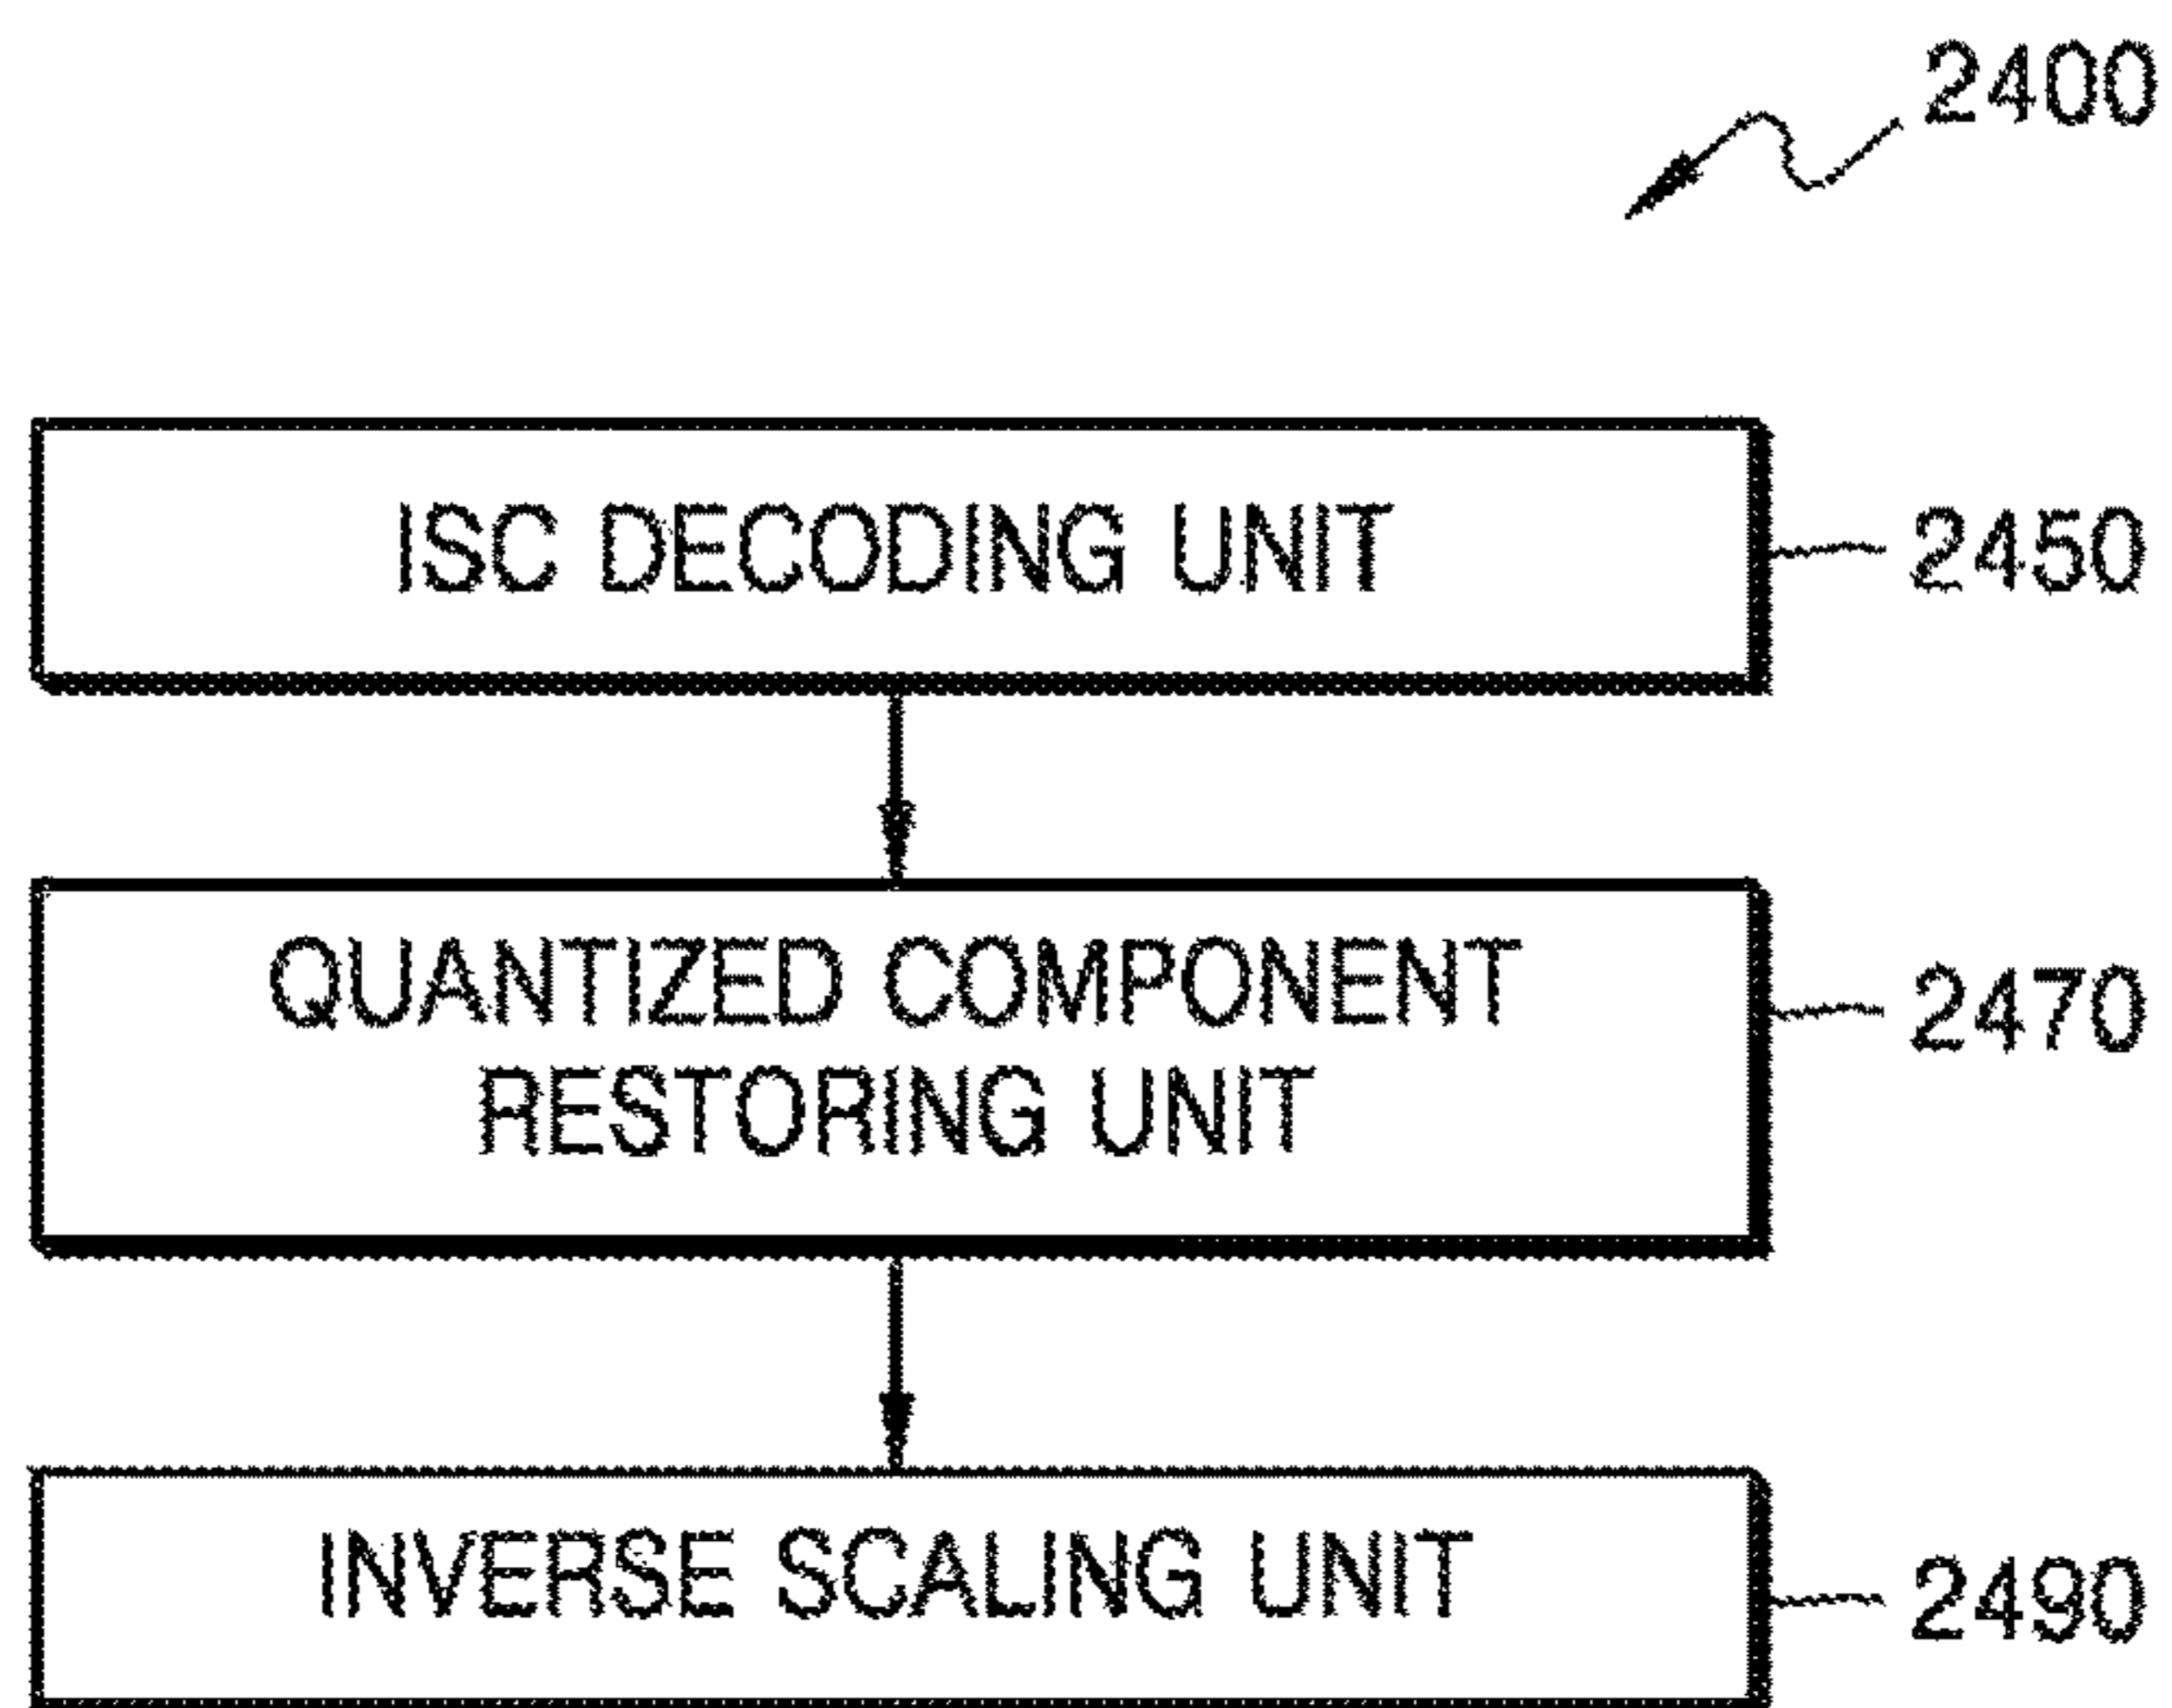 2400
ISC DECODING UNIT
2450
QUANTIZED COMPONENT
RESTORING UNIT
2470
INVERSE SCALING UNIT
2490